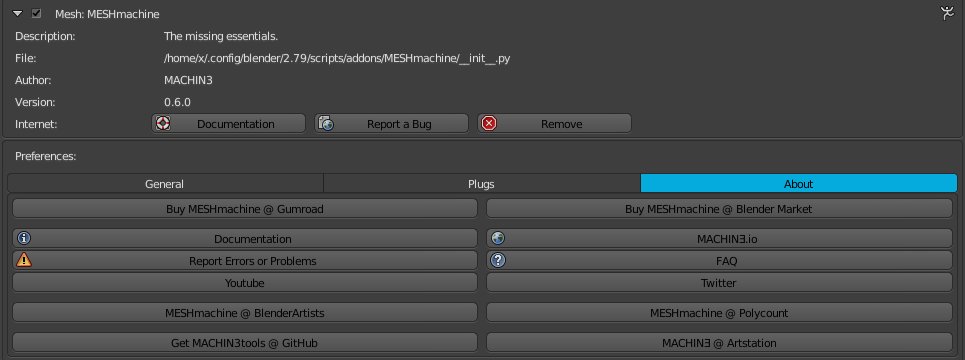 Mesh: MESHmachine
Description: The missing essentials.
File: /home/x/.config/blender/2.79/scripts/addons/MESHmachine/__init__.py
Author: MACHIN3
Version: 0.6.0
Internet: Documentation Report a Bug Remove
Preferences:
General Plugs About
Buy MESHmachine @ Gumroad Buy MESHmachine @ Blender Market
Documentation MACHIN3.io
Report Errors or Problems FAQ
Youtube Twitter
MESHmachine @ BlenderArtists MESHmachine @ Polycount
Get MACHIN3tools @ GitHub MACHIN3 @ Artstation